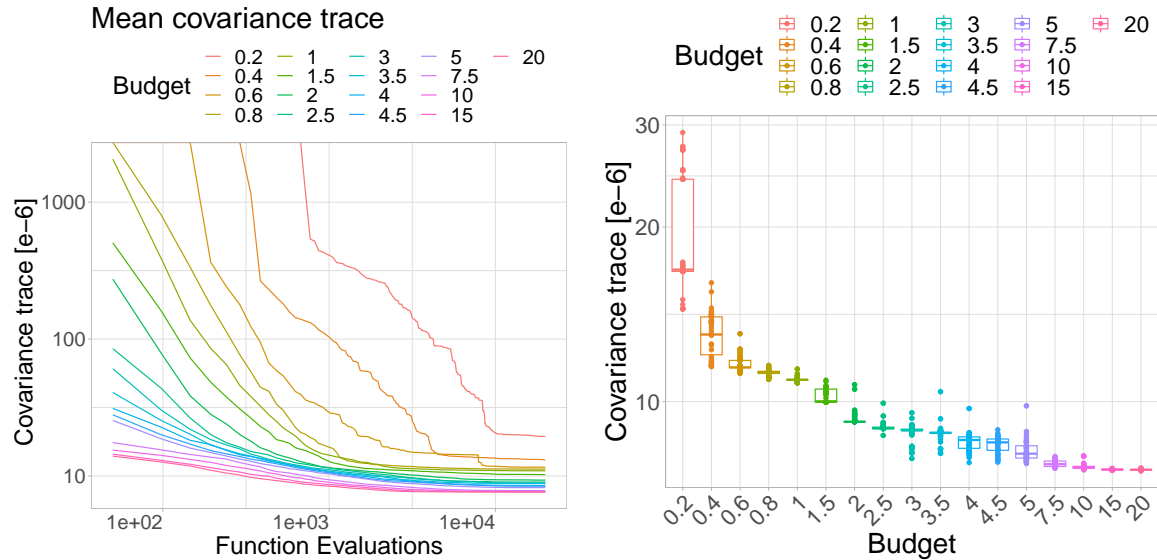 Mean covariance trace
Budget
0.2 1 3 5 20
0.4 1.5 3.5 7.5
0.6 2 4 10
0.8 2.5 4.5 15
Covariance trace [e−6]
1000
100
10
1e+02 1e+03 1e+04
Function Evaluations
Budget
0.2 1 3 5 20
0.4 1.5 3.5 7.5
0.6 2 4 10
0.8 2.5 4.5 15
Covariance trace [e−6]
30
20
10
0.2 0.4 0.6 0.8 1 1.5 2 2.5 3 3.5 4 4.5 5 7.5 10 15 20
Budget